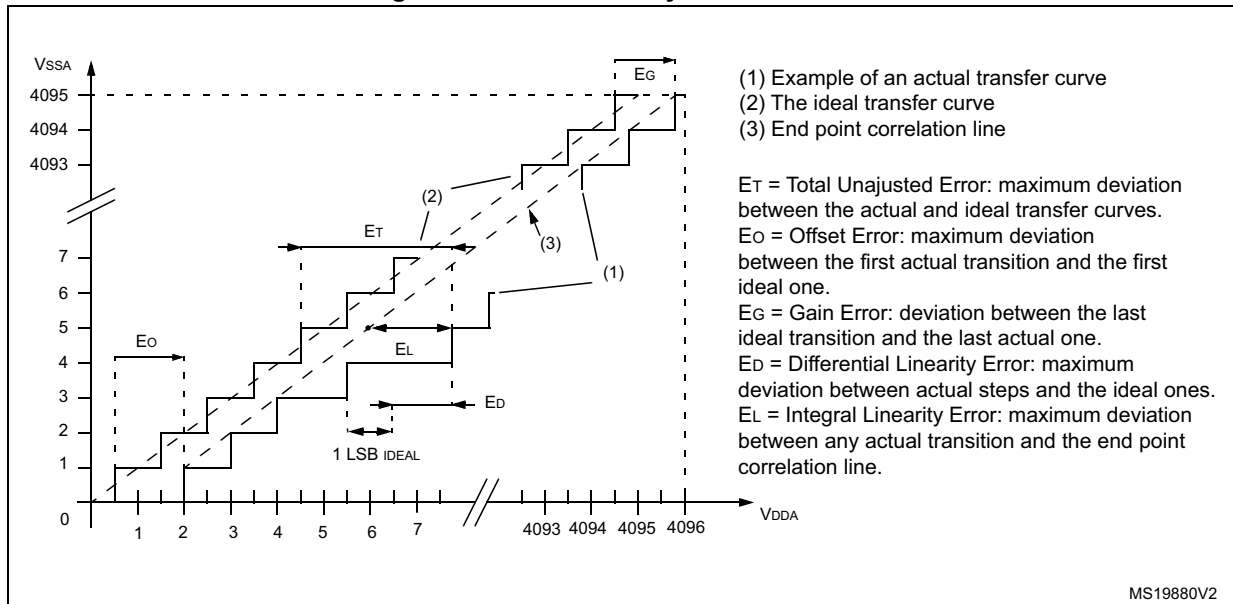 VSSA
4095
4094
4093
7
6
5
4
3
2
1
0
EG
(2)
ET
(3)
(1)
EO
EL
ED
1 LSB IDEAL
1 2 3 4 5 6 7 4093 4094 4095 4096
VDDA
(1) Example of an actual transfer curve
(2) The ideal transfer curve
(3) End point correlation line
ET = Total Unajusted Error: maximum deviation
between the actual and ideal transfer curves.
EO = Offset Error: maximum deviation
between the first actual transition and the first
ideal one.
EG = Gain Error: deviation between the last
ideal transition and the last actual one.
ED = Differential Linearity Error: maximum
deviation between actual steps and the ideal ones.
EL = Integral Linearity Error: maximum deviation
between any actual transition and the end point
correlation line.
MS19880V2